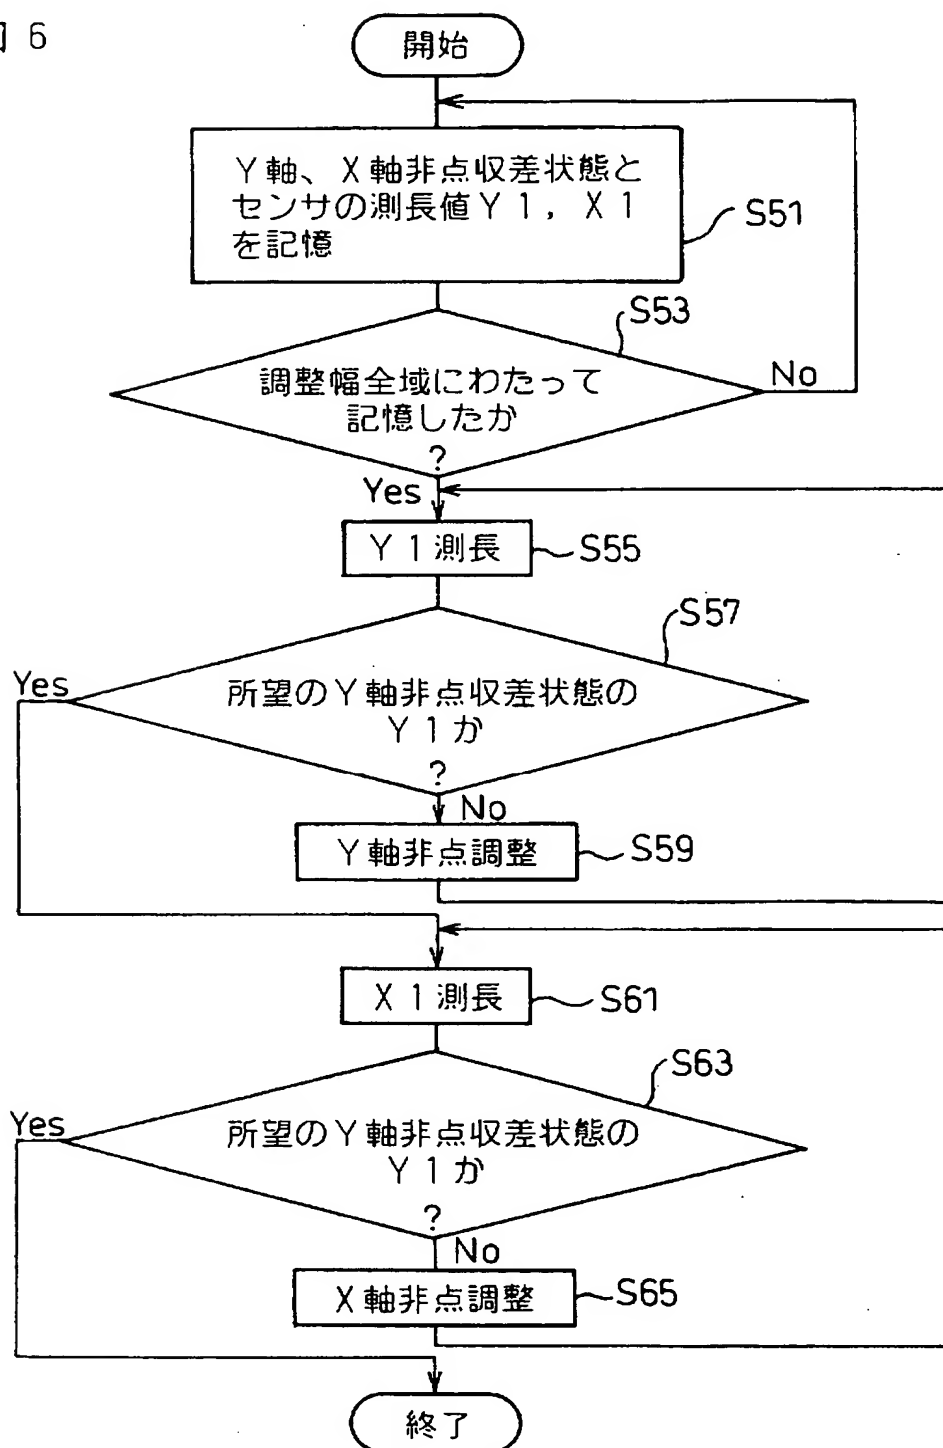 6
開始
Y軸、X軸非点収差状態と
センサの測長値Y1, X1
を記憶
S51
S53
調整幅全域にわたって
記憶したか
?
No
Yes
Y1測長
S55
S57
所望のY軸非点収差状態の
Y1か
?
Yes
No
Y軸非点調整
S59
X1測長
S61
S63
所望のY軸非点収差状態の
Y1か
?
Yes
No
X軸非点調整
S65
終了